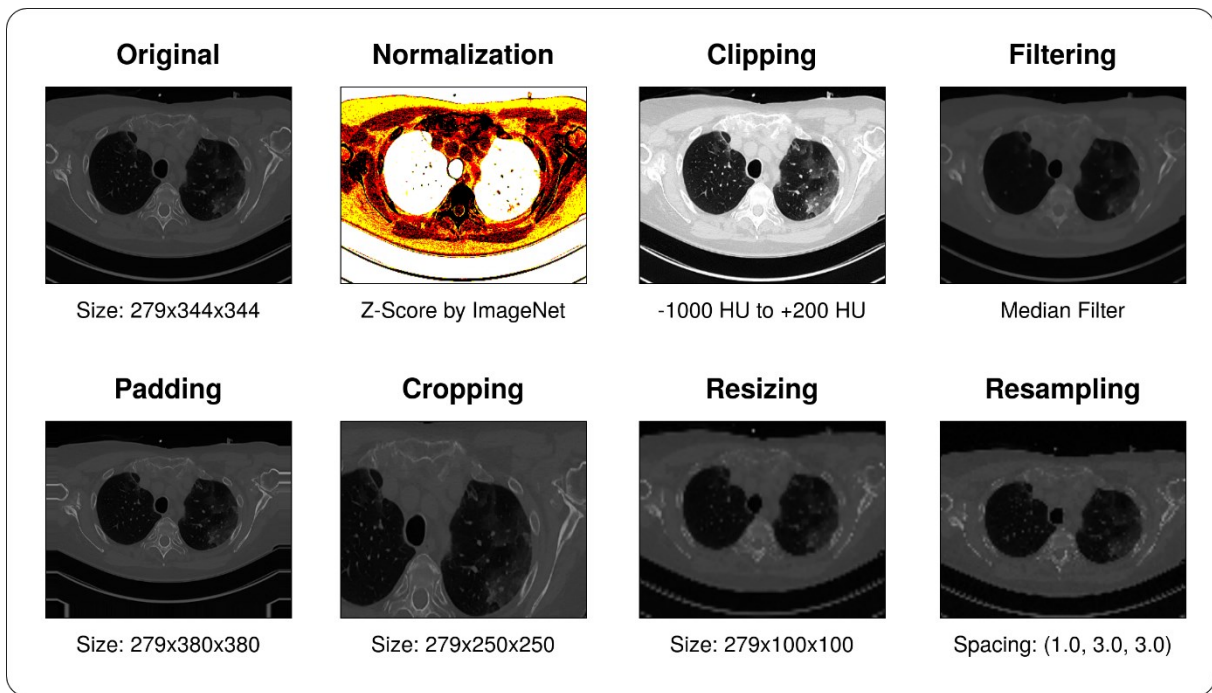 Original
Normalization
Clipping
Filtering
Size: 279x344x344
Z-Score by ImageNet
-1000 HU to +200 HU
Median Filter
Padding
Cropping
Resizing
Resampling
Size: 279x380x380
Size: 279x250x250
Size: 279x100x100
Spacing: (1.0, 3.0, 3.0)